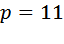 p = 11